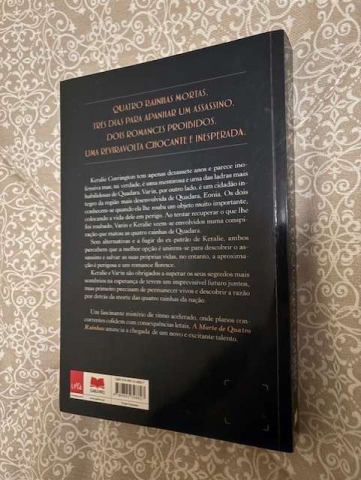 QUATRO RAINHAS MORTAS.
TRÊS DIAS PARA APANHAR UM ASSASSINO.
DOIS ROMANCES PROIBIDOS.
UMA REVIRAVOLTA CHOCANTE E INESPERADA.
Keralie Corrington tem apenas dezassete anos e parece ino-
fensiva mas, na verdade, é uma mentirosa e uma das ladras mais
habilidosas de Quadara. Varin, por outro lado, é um cidadão ín-
tegro da região mais desenvolvida de Quadara, Eonia. Os dois
conhecem-se quando ela lhe rouba um objeto muito importante,
colocando a vida dele em perigo. Ao tentar recuperar o que lhe
foi roubado, Varin e Keralie veem-se envolvidos numa conspi-
ração que matou as quatro rainhas de Quadara.
Sem alternativas e a fugir do ex-patrão de Keralie, ambos
percebem que a melhor opção é unirem-se para descobrir o as-
sassino e salvar as suas próprias vidas, no entanto, a aproxima-
ção é perigosa e um romance floresce.
Keralie e Varin são obrigados a superar os seus segredos mais
sombrios na esperança de terem um imprevisível futuro juntos,
mas primeiro precisam de permanecer vivos e descobrir a razão
por detrás da morte das quatro rainhas da nação.
Um fascinante mistério de ritmo acelerado, onde planos con-
correntes colidem com consequências letais. A Morte de Quatro
Rainhas anuncia a chegada de um novo e excitante talento.